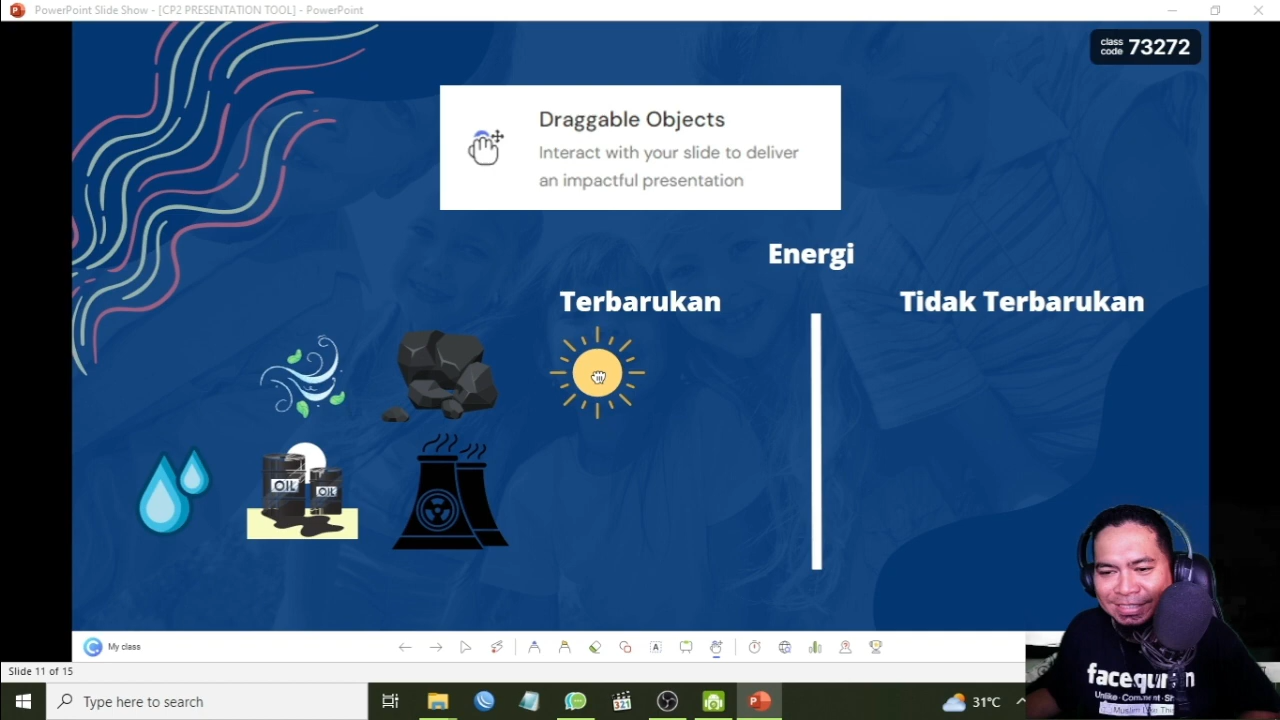 PowerPoint Slide Show - [CP2 PRESENTATION TOOL] - PowerPoint
class code 73272
Draggable Objects
Interact with your slide to deliver
an impactful presentation
Energi
Terbarukan
Tidak Terbarukan
OIL
OIL
My class
Slide 11 of 15
Type here to search
31°C
Unlike · Comment ·